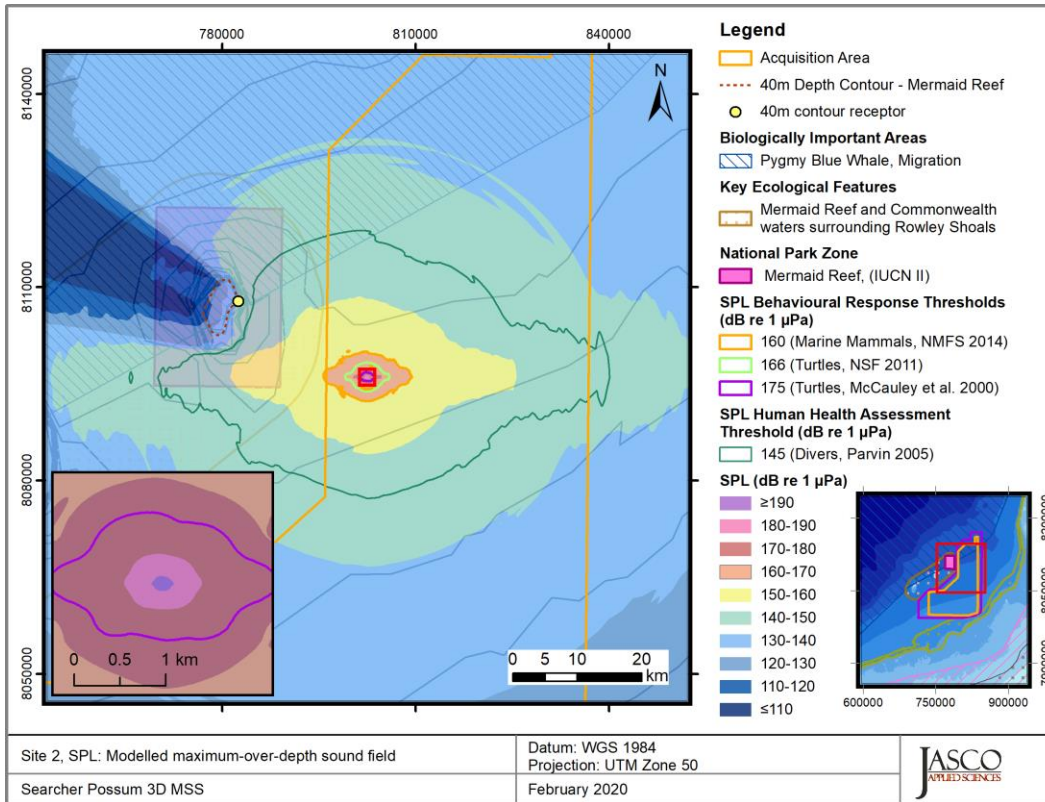 780000
810000
840000
8140000
8110000
8080000
8050000
N
0 0.5 1 km
0 5 10 20
km
Legend
Acquisition Area
40m Depth Contour - Mermaid Reef
40m contour receptor
Biologically Important Areas
Pygmy Blue Whale, Migration
Key Ecological Features
Mermaid Reef and Commonwealth
waters surrounding Rowley Shoals
National Park Zone
Mermaid Reef, (IUCN II)
SPL Behavioural Response Thresholds
(dB re 1 µPa)
160 (Marine Mammals, NMFS 2014)
166 (Turtles, NSF 2011)
175 (Turtles, McCauley et al. 2000)
SPL Human Health Assessment
Threshold (dB re 1 µPa)
145 (Divers, Parvin 2005)
SPL (dB re 1 µPa)
≥190
180-190
170-180
160-170
150-160
140-150
130-140
120-130
110-120
≤110
8200000
8050000
7900000
600000
750000
900000
Site 2, SPL: Modelled maximum-over-depth sound field
Datum: WGS 1984
Projection: UTM Zone 50
Searcher Possum 3D MSS
February 2020
JASCO
APPLIED SCIENCES